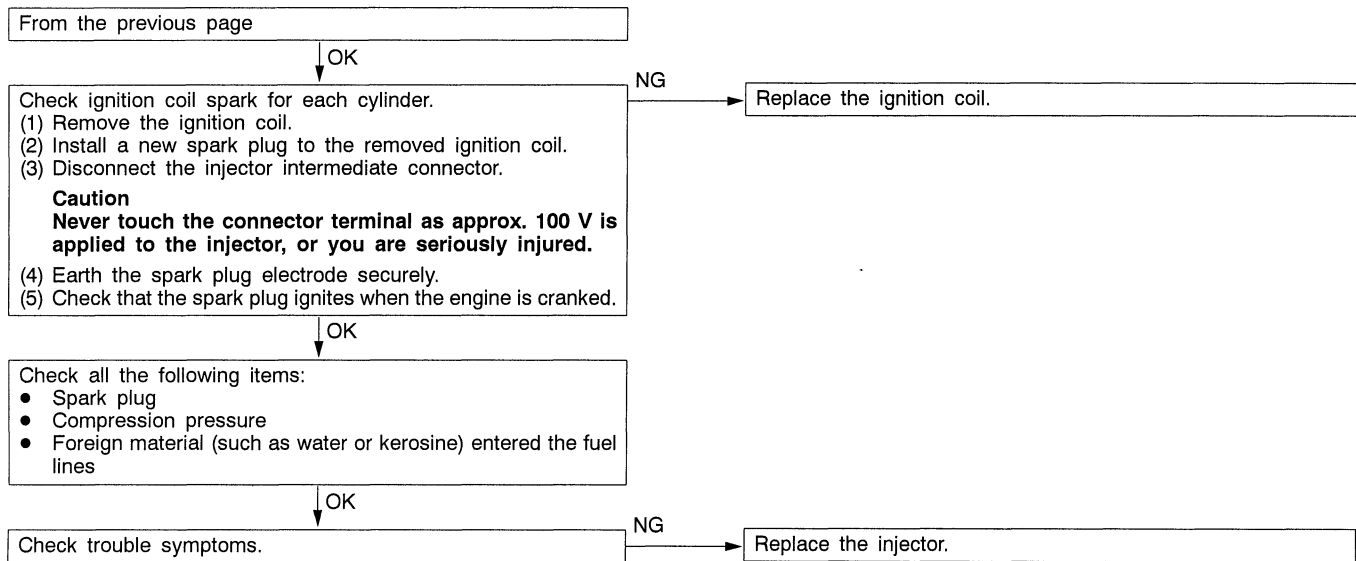 From the previous page
OK
Check ignition coil spark for each cylinder.
(1) Remove the ignition coil.
(2) Install a new spark plug to the removed ignition coil.
(3) Disconnect the injector intermediate connector.
Caution
Never touch the connector terminal as approx. 100 V is
applied to the injector, or you are seriously injured.
(4) Earth the spark plug electrode securely.
(5) Check that the spark plug ignites when the engine is cranked.
NG
Replace the ignition coil.
OK
Check all the following items:
● Spark plug
● Compression pressure
● Foreign material (such as water or kerosine) entered the fuel
lines
OK
Check trouble symptoms.
NG
Replace the injector.